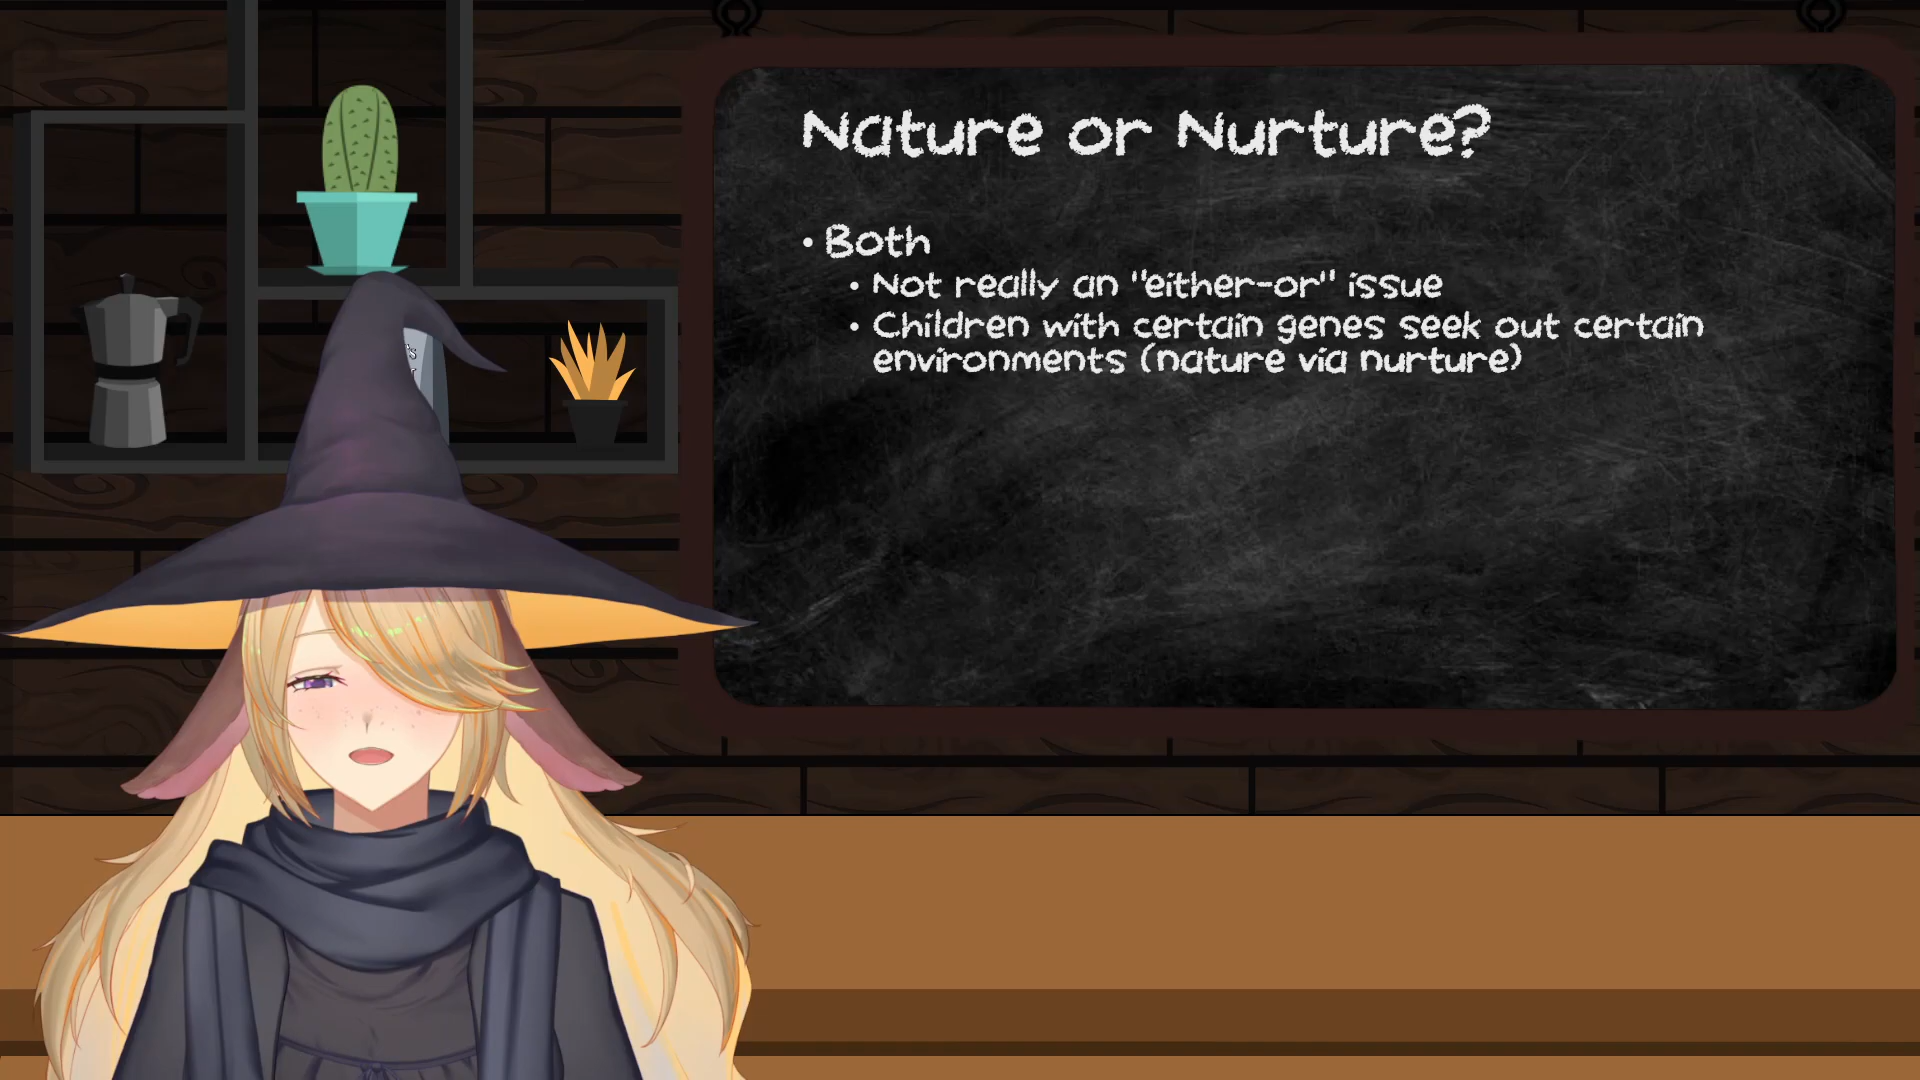 Nature or Nurture?
• Both
• Not really an "either-or" issue
• Children with certain genes seek out certain
environments (nature via nurture)
's